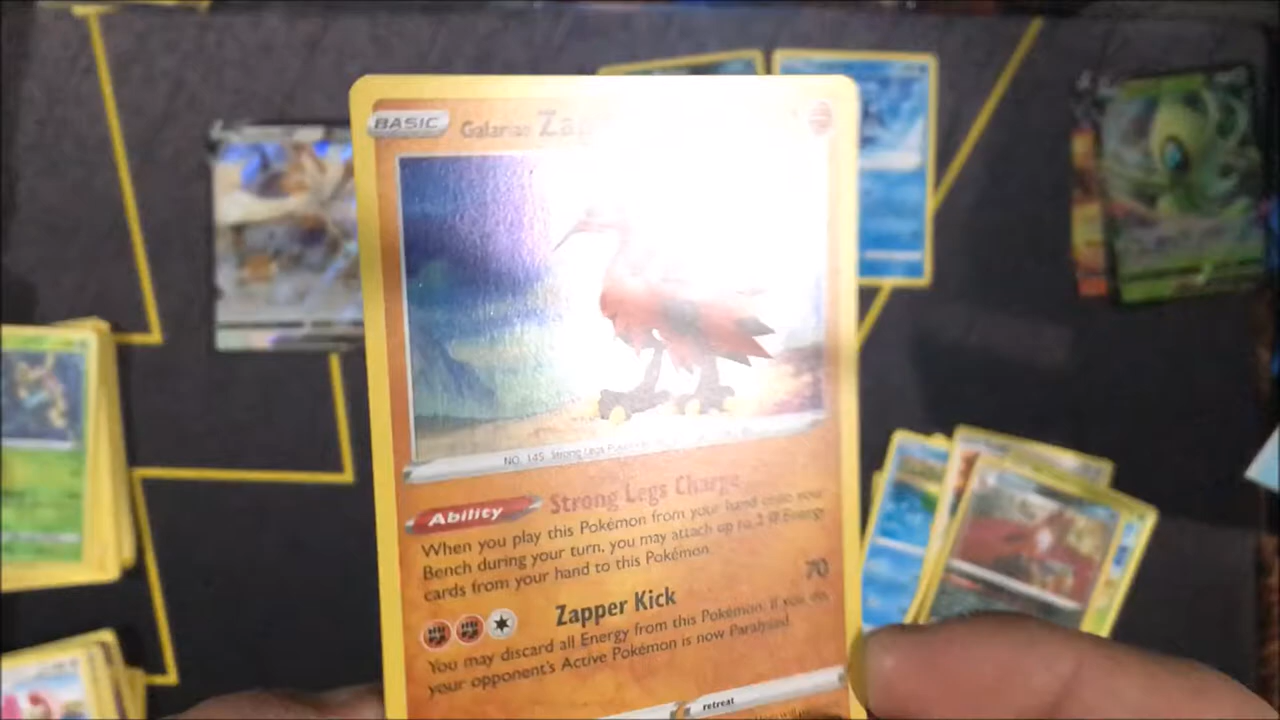 BASIC Galarian Zap
NO. 145 Strong Legs Pokémon
Ability Strong Legs Charge
When you play this Pokémon from your hand onto your
Bench during your turn, you may attach up to 2 Energy
cards from your hand to this Pokémon.
Zapper Kick 70
You may discard all Energy from this Pokémon. If you do,
your opponent's Active Pokémon is now Paralyzed.
retreat